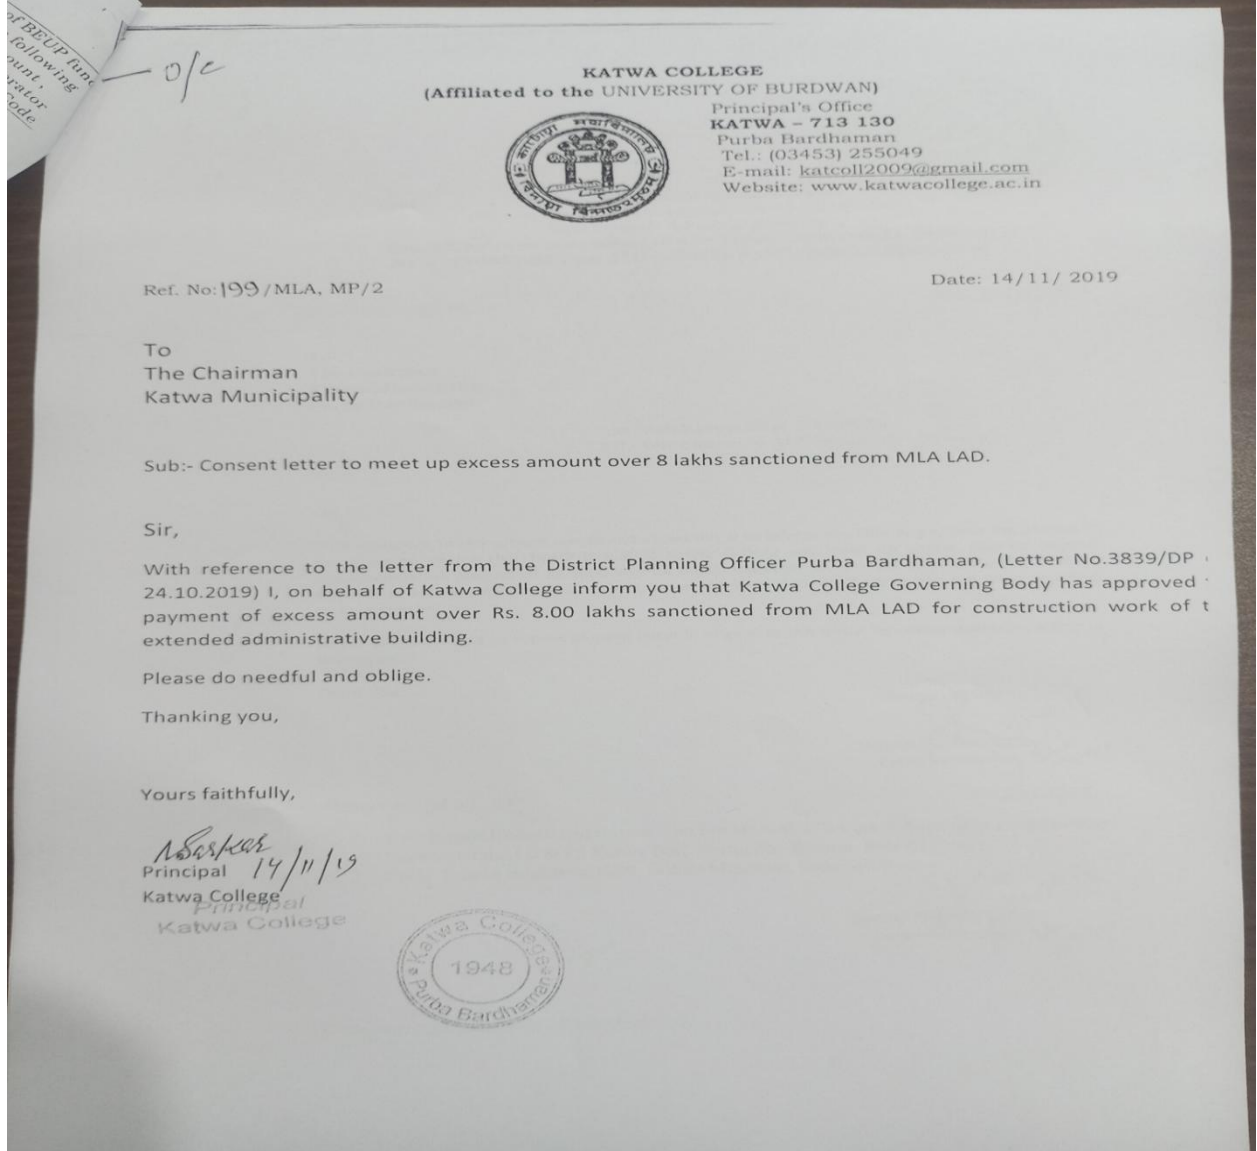 of BEUP fund
following
ount,
rator
Code
o/c
KATWA COLLEGE
(Affiliated to the UNIVERSITY OF BURDWAN)
Principal's Office
KATWA – 713 130
Purba Bardhaman
Tel.: (03453) 255049
E-mail: katcoll2009@gmail.com
Website: www.katwacollege.ac.in
Ref. No:199/MLA, MP/2
Date: 14/11/ 2019
To
The Chairman
Katwa Municipality
Sub:- Consent letter to meet up excess amount over 8 lakhs sanctioned from MLA LAD.
Sir,
With reference to the letter from the District Planning Officer Purba Bardhaman, (Letter No.3839/DP
24.10.2019) I, on behalf of Katwa College inform you that Katwa College Governing Body has approved
payment of excess amount over Rs. 8.00 lakhs sanctioned from MLA LAD for construction work of t
extended administrative building.
Please do needful and oblige.
Thanking you,
Yours faithfully,
NSarkar
Principal 14/11/19
Katwa College
Principal
Katwa College
Katwa College
1948
Purba Bardhaman